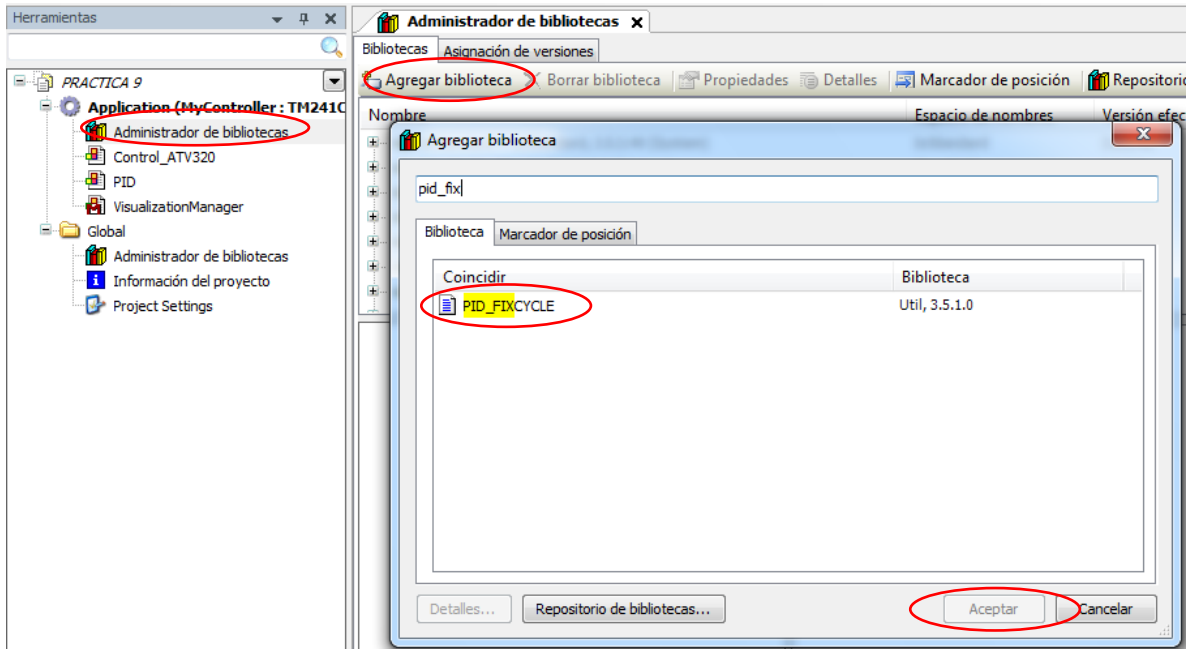 Herramientas
PRACTICA 9
Application (MyController : TM241C
Administrador de bibliotecas
Control_ATV320
PID
VisualizationManager
Global
Administrador de bibliotecas
Información del proyecto
Project Settings
Administrador de bibliotecas
Bibliotecas Asignación de versiones
Agregar biblioteca Borrar biblioteca Propiedades Detalles Marcador de posición Repositorio
Nombre Espacio de nombres Versión efec
Agregar biblioteca
pid_fix
Biblioteca Marcador de posición
Coincidir Biblioteca
PID_FIXCYCLE Util, 3.5.1.0
Detalles... Repositorio de bibliotecas... Aceptar Cancelar